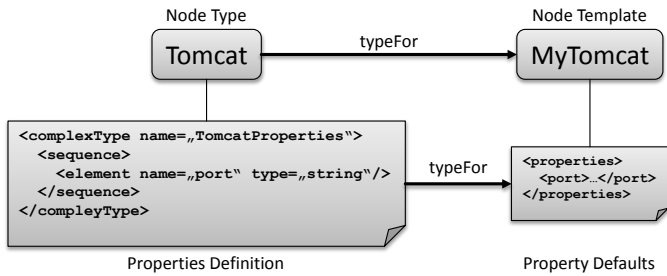 Node Type
Node Template
Tomcat
typeFor
MyTomcat
<complexType name=„TomcatProperties“>
<sequence>
<element name=„port“ type=„string“/>
</sequence>
</compleyType>
typeFor
<properties>
<port>…</port>
</properties>
Properties Definition
Property Defaults